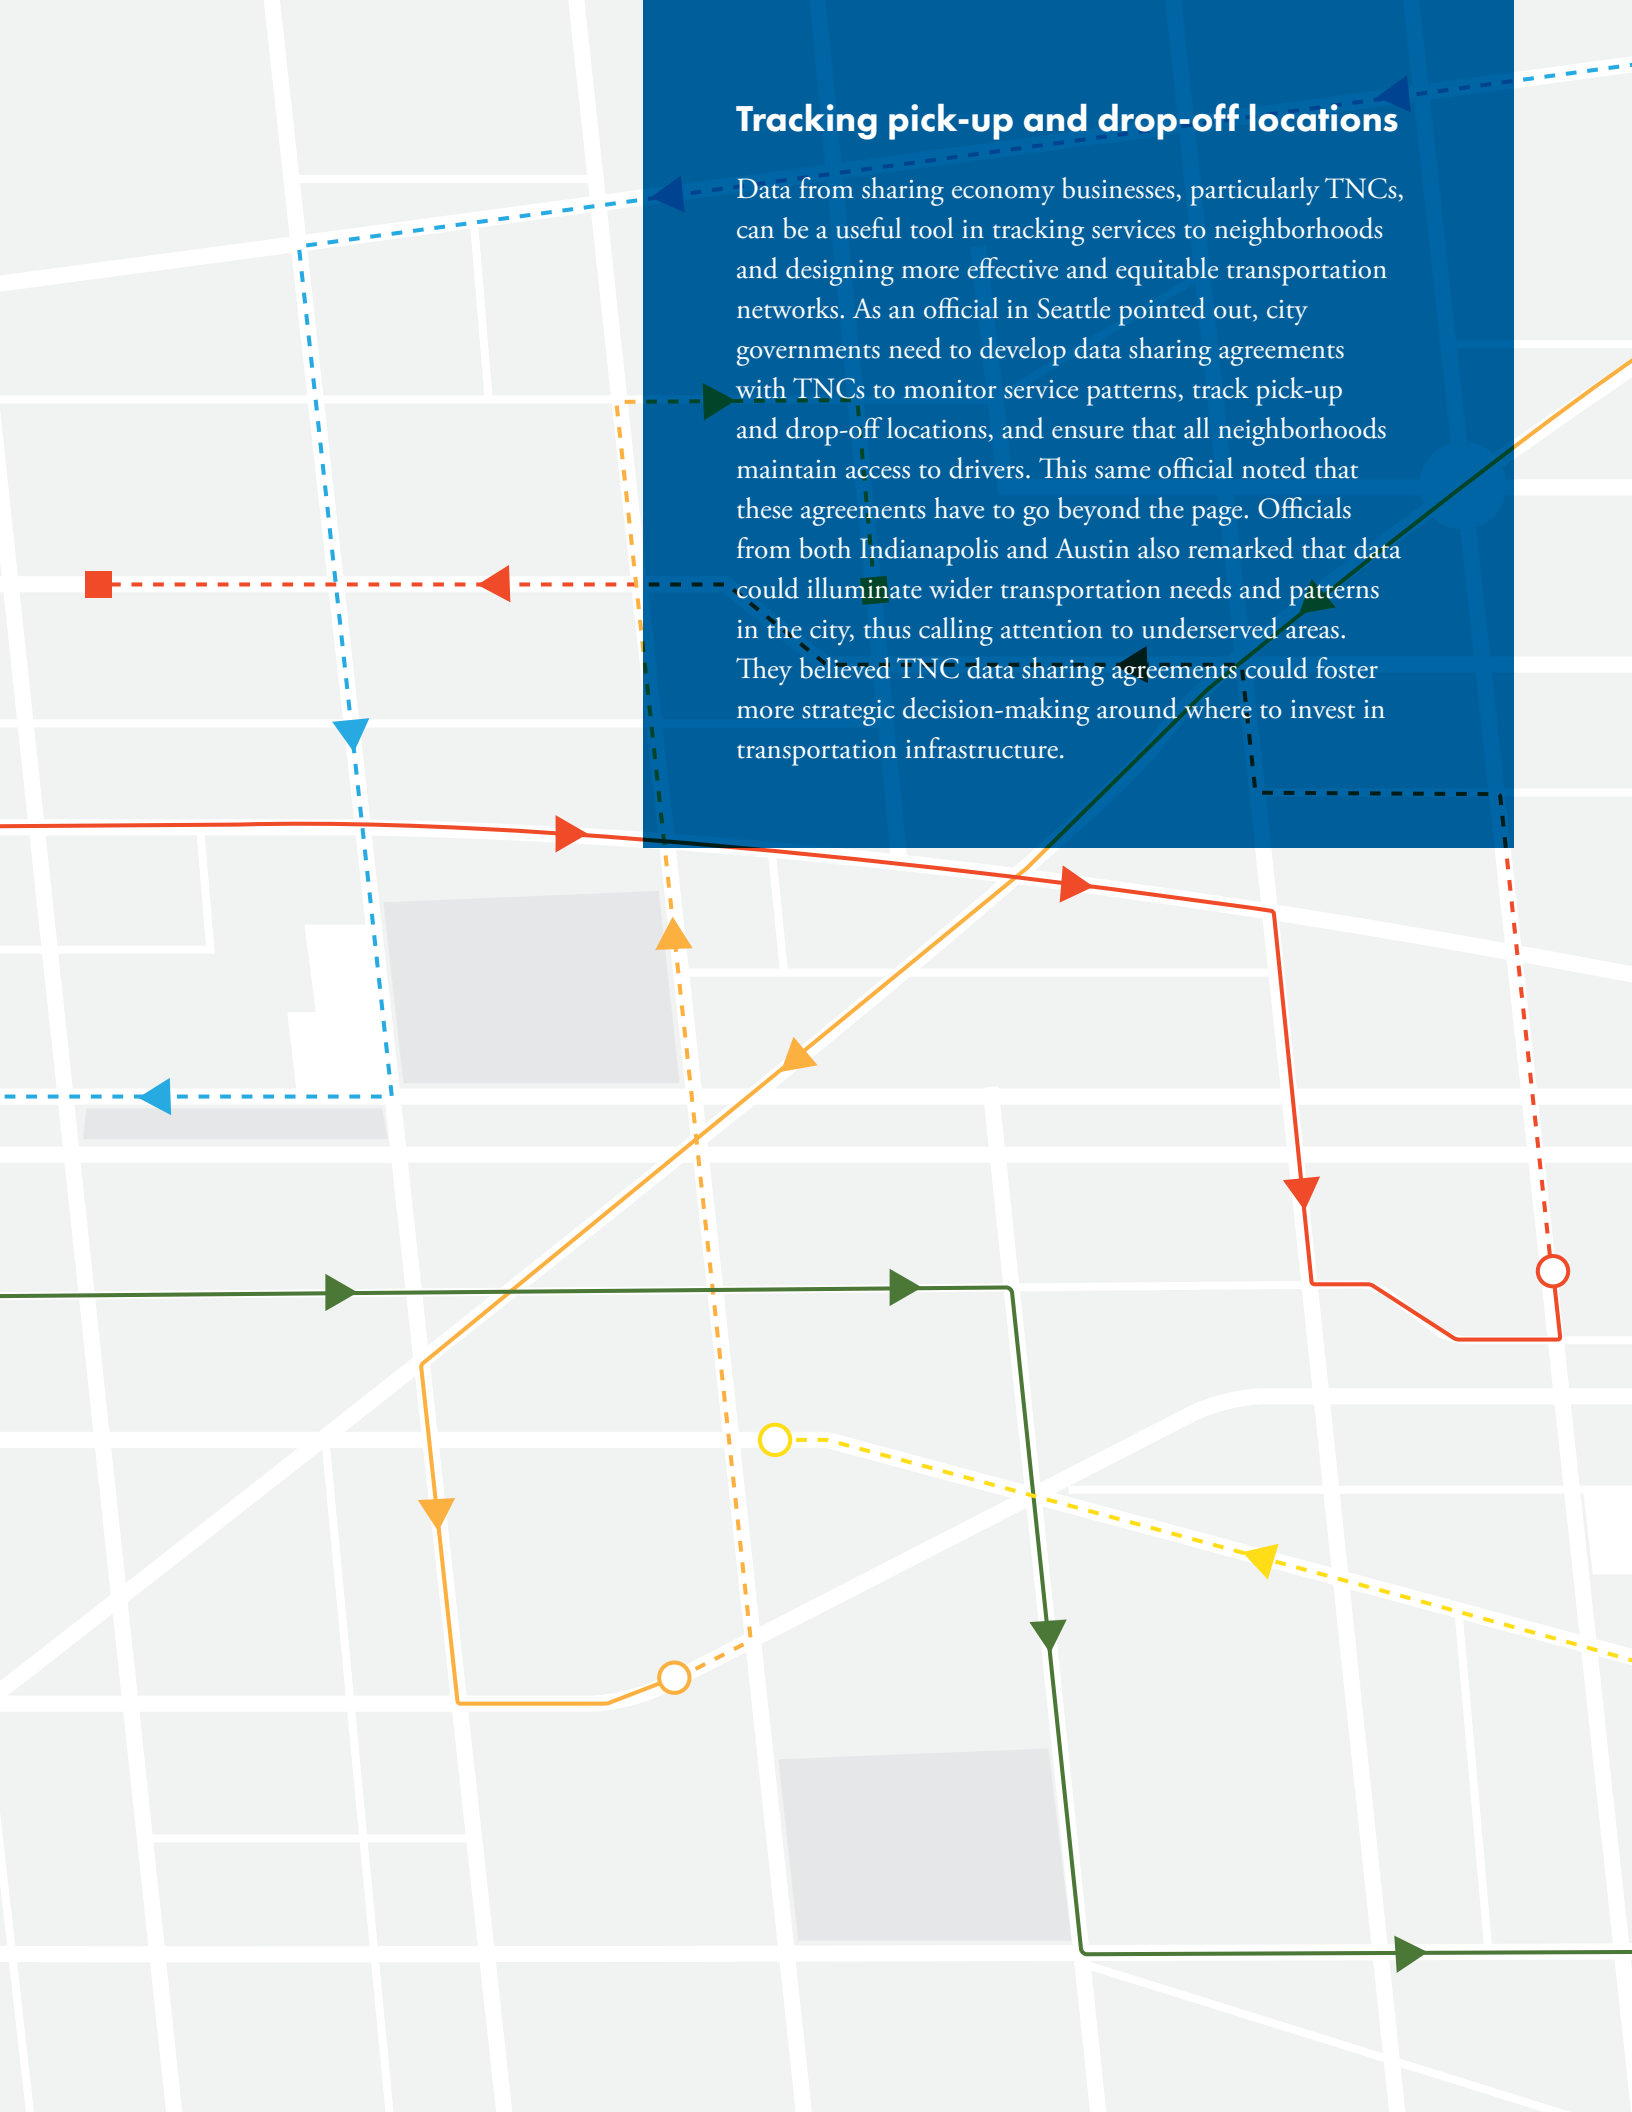 Tracking pick-up and drop-off locations
Data from sharing economy businesses, particularly TNCs,
can be a useful tool in tracking services to neighborhoods
and designing more effective and equitable transportation
networks. As an official in Seattle pointed out, city
governments need to develop data sharing agreements
with TNCs to monitor service patterns, track pick-up
and drop-off locations, and ensure that all neighborhoods
maintain access to drivers. This same official noted that
these agreements have to go beyond the page. Officials
from both Indianapolis and Austin also remarked that data
could illuminate wider transportation needs and patterns
in the city, thus calling attention to underserved areas.
They believed TNC data sharing agreements could foster
more strategic decision-making around where to invest in
transportation infrastructure.